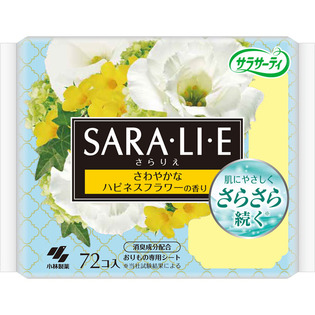 サラサーティ
SARA・LI・E
さらりえ
さわやかな
ハピネスフラワーの香り
肌にやさしく
さらさら
続く
消臭成分配合
おりもの専用シート
※当社試験結果による
小林製薬
72コ入